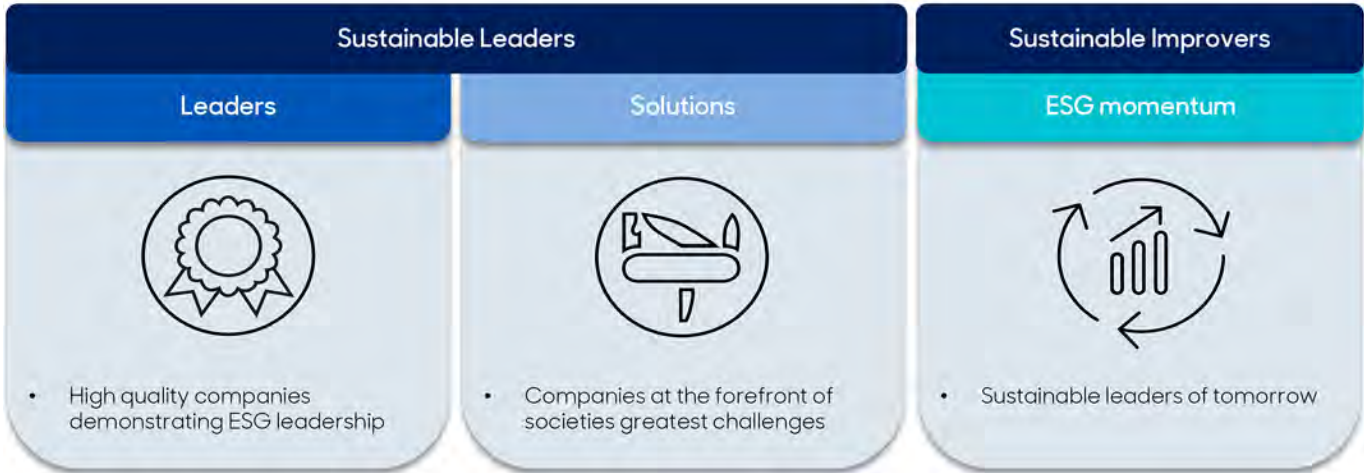 Sustainable Leaders
Sustainable Improvers
Leaders
Solutions
ESG momentum
• High quality companies
demonstrating ESG leadership
• Companies at the forefront of
societies greatest challenges
• Sustainable leaders of tomorrow